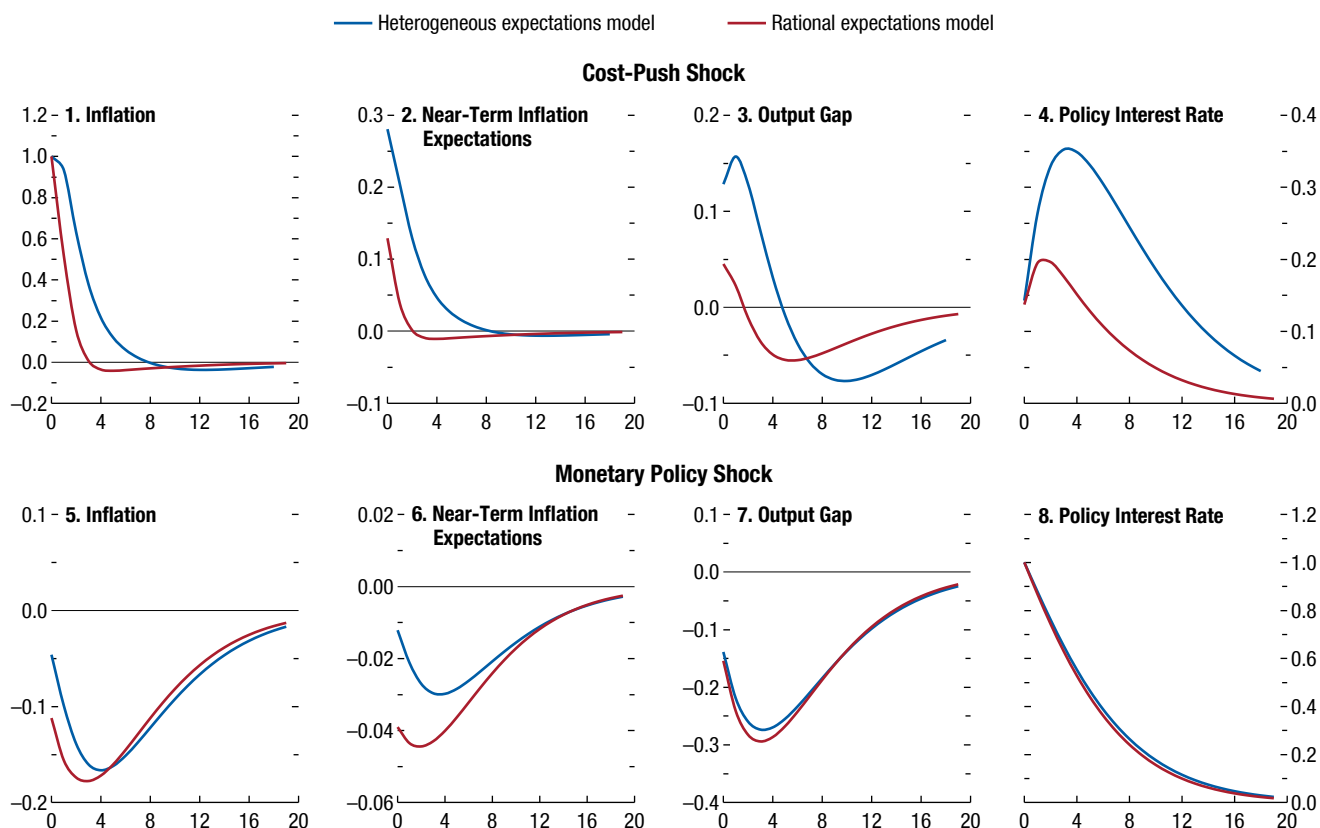 Heterogeneous expectations model Rational expectations model
Cost-Push Shock
1. Inflation
1.2
1.0
0.8
0.6
0.4
0.2
0.0
–0.2
0 4 8 12 16 20
2. Near-Term Inflation
Expectations
0.3
0.2
0.1
0.0
–0.1
0 4 8 12 16 20
3. Output Gap
0.2
0.1
0.0
–0.1
0 4 8 12 16 20
4. Policy Interest Rate
0.4
0.3
0.2
0.1
0.0
0 4 8 12 16 20
Monetary Policy Shock
5. Inflation
0.1
0.0
–0.1
–0.2
0 4 8 12 16 20
6. Near-Term Inflation
Expectations
0.02
0.00
–0.02
–0.04
–0.06
0 4 8 12 16 20
7. Output Gap
0.1
0.0
–0.1
–0.2
–0.3
–0.4
0 4 8 12 16 20
8. Policy Interest Rate
1.2
1.0
0.8
0.6
0.4
0.2
0.0
0 4 8 12 16 20